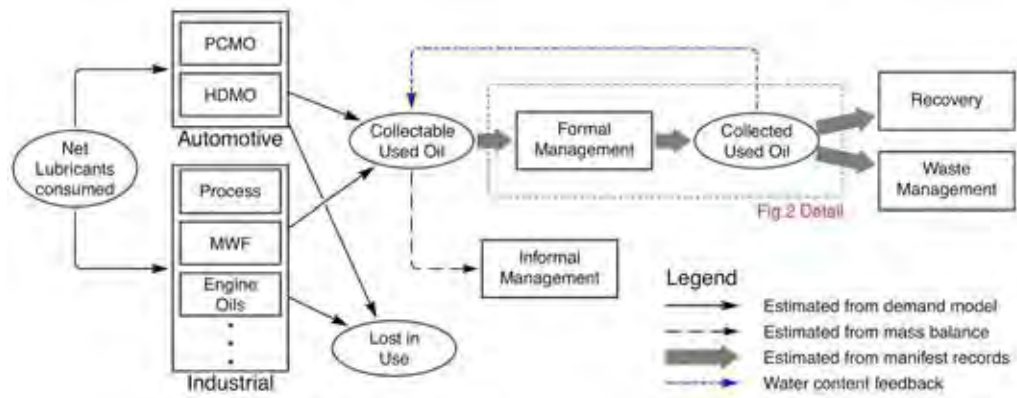 PCMO
HDMO
Automotive
Net
Lubricants
consumed
Process
MWF
Engine
Oils
Industrial
Collectable
Used Oil
Lost in
Use
Formal
Management
Collected
Used Oil
Fig.2 Detail
Informal
Management
Recovery
Waste
Management
Legend
Estimated from demand model
Estimated from mass balance
Estimated from manifest records
Water content feedback